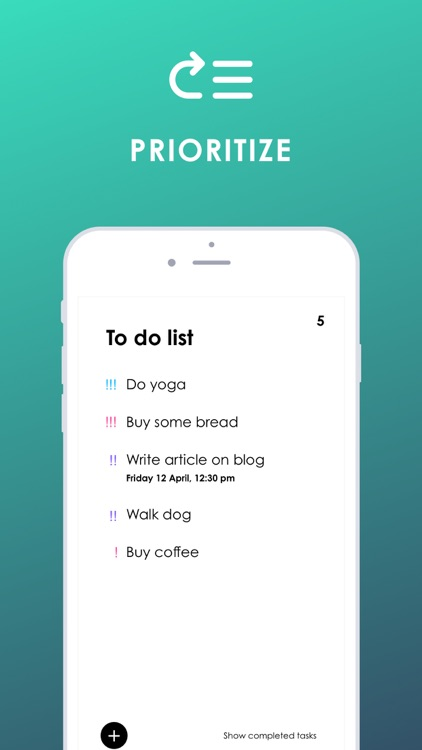 PRIORITIZE
5
To do list
!!! Do yoga
!!! Buy some bread
!! Write article on blog
Friday 12 April, 12:30 pm
!! Walk dog
! Buy coffee
Show completed tasks